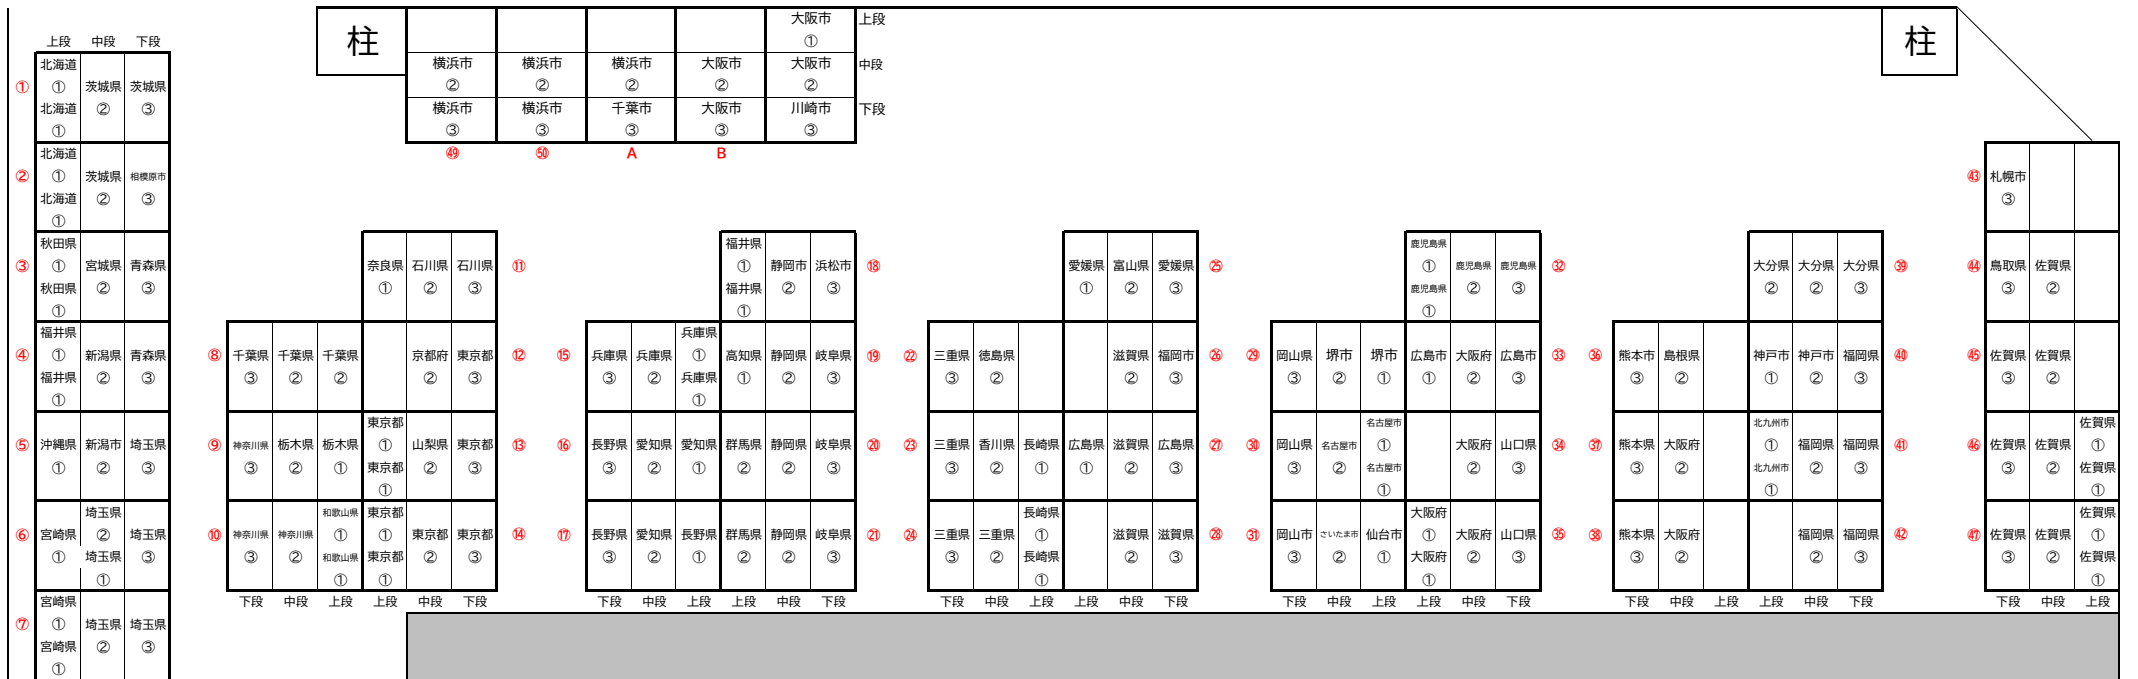 柱 大阪市 上段 柱
①
上段 中段 下段
横浜市 横浜市 横浜市 大阪市 大阪市 中段
② ② ② ② ②
横浜市 横浜市 千葉市 大阪市 川崎市 下段
③ ③ ③ ③ ③
㊾ ㊿ A B
北海道
① ① 茨城県 茨城県
北海道 ② ③
①
北海道
② ① 茨城県 相模原市
北海道 ② ③
①
秋田県
③ ① 宮城県 青森県
秋田県 ② ③
①
福井県
④ ① 新潟県 青森県
福井県 ② ③
①
⑤ 沖縄県 新潟市 埼玉県
① ② ③
埼玉県
⑥ 宮崎県 ② 埼玉県
① 埼玉県 ③
①
宮崎県
⑦ ① 埼玉県 埼玉県
宮崎県 ② ③
①
奈良県 石川県 石川県 ⑪
① ② ③
⑧ 千葉県 千葉県 千葉県 京都府 東京都 ⑫
③ ② ② ② ③
東京都
⑨ 神奈川県 栃木県 栃木県 ① 山梨県 東京都 ⑬
③ ② ① 東京都 ② ③
①
和歌山県 東京都
⑩ 神奈川県 神奈川県 ① ① 東京都 東京都 ⑭
③ ② 和歌山県 東京都 ② ③
① ①
下段 中段 上段 上段 中段 下段
福井県
① 静岡市 浜松市 ⑱
福井県 ② ③
①
兵庫県
⑮ 兵庫県 兵庫県 ① 高知県 静岡県 岐阜県 ⑲
③ ② 兵庫県 ① ② ③
①
⑯ 長野県 愛知県 愛知県 群馬県 静岡県 岐阜県 ⑳
③ ② ① ② ② ③
⑰ 長野県 愛知県 長野県 群馬県 静岡県 岐阜県 ㉑
③ ② ① ② ② ③
下段 中段 上段 上段 中段 下段
愛媛県 富山県 愛媛県 ㉕
① ② ③
㉒ 三重県 徳島県 滋賀県 福岡市 ㉖
③ ② ② ③
㉓ 三重県 香川県 長崎県 広島県 滋賀県 広島県 ㉗
③ ② ① ① ② ③
長崎県
㉔ 三重県 三重県 ① 滋賀県 滋賀県 ㉘
③ ② 長崎県 ② ③
①
下段 中段 上段 上段 中段 下段
鹿児島県
① 鹿児島県 鹿児島県 ㉜
鹿児島県 ② ③
①
㉙ 岡山県 堺市 堺市 広島市 大阪府 広島市 ㉝
③ ② ① ① ② ③
名古屋市
㉚ 岡山県 名古屋市 ① 大阪府 山口県 ㉞
③ ② 名古屋市 ② ③
①
大阪府
㉛ 岡山市 さいたま市 仙台市 ① 大阪府 山口県 ㉟
③ ② ① 大阪府 ② ③
①
下段 中段 上段 上段 中段 下段
大分県 大分県 大分県 ㊴
② ② ③
㊱ 熊本市 島根県 神戸市 神戸市 福岡県 ㊵
③ ② ① ② ③
北九州市
㊲ 熊本県 大阪府 ① 福岡県 福岡県 ㊶
③ ② 北九州市 ② ③
①
㊳ 熊本県 大阪府 福岡県 福岡県 ㊷
③ ② ② ③
下段 中段 上段 上段 中段 下段
㊸ 札幌市
③
㊹ 鳥取県 佐賀県
③ ②
㊺ 佐賀県 佐賀県
③ ②
佐賀県
㊻ 佐賀県 佐賀県 ①
③ ② 佐賀県
①
佐賀県
㊼ 佐賀県 佐賀県 ①
③ ② 佐賀県
①
下段 中段 上段